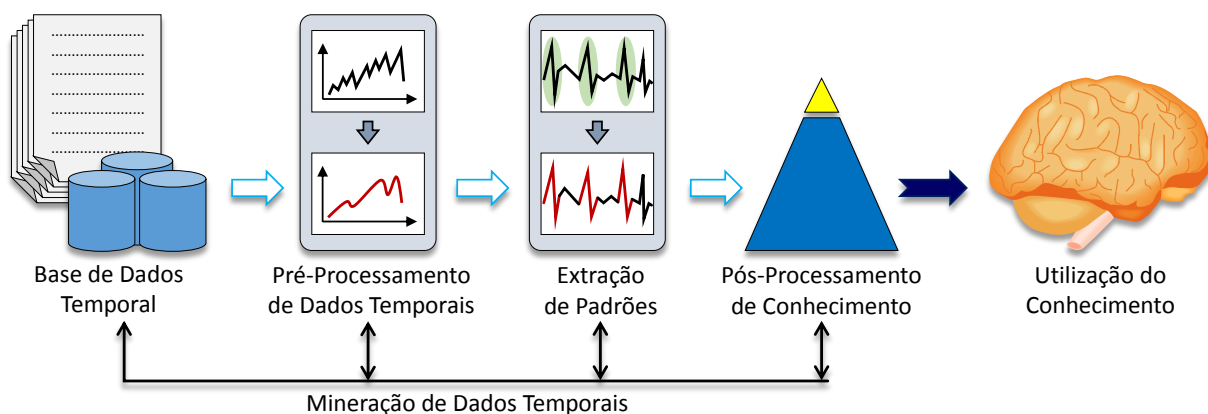 Base de Dados
Temporal
Pré-Processamento
de Dados Temporais
Extração
de Padrões
Pós-Processamento
de Conhecimento
Utilização do
Conhecimento
Mineração de Dados Temporais